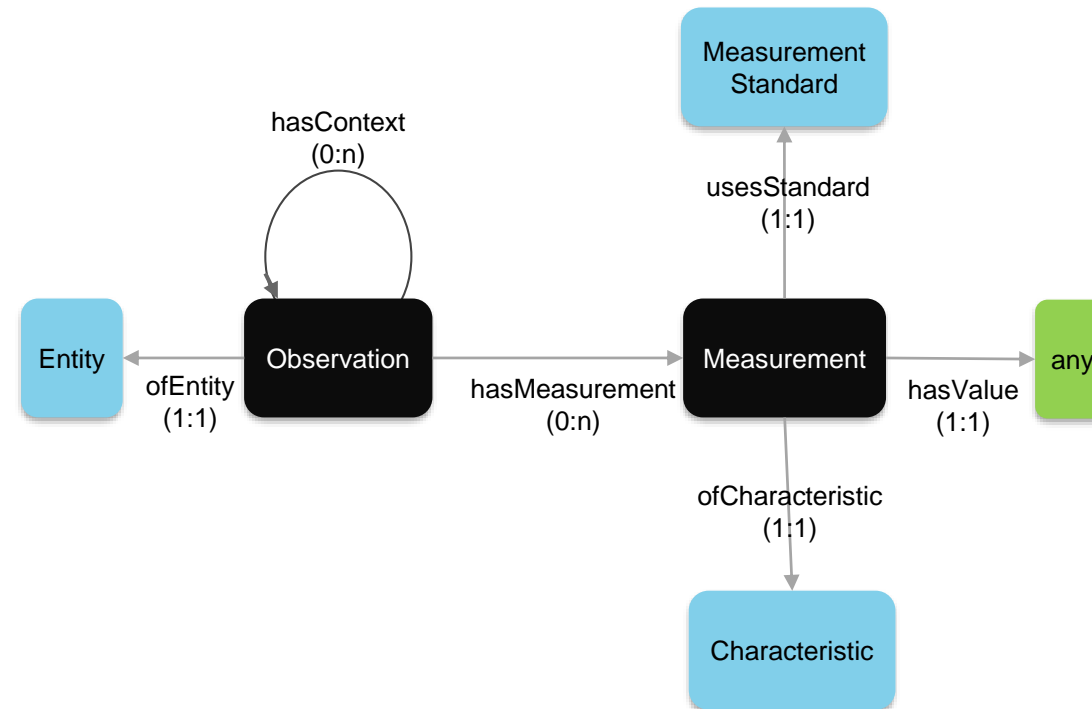 Measurement
Standard
hasContext
(0:n)
usesStandard
(1:1)
Entity
Observation
Measurement
any
ofEntity
(1:1)
hasMeasurement
(0:n)
hasValue
(1:1)
ofCharacteristic
(1:1)
Characteristic